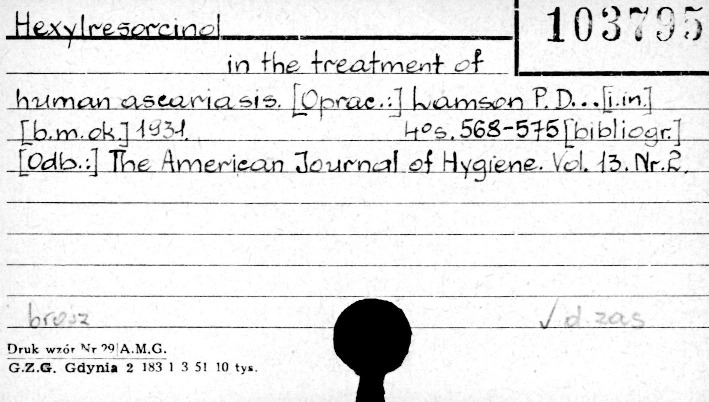 Hexylresorcinol
103795
in the treatment of
human ascariasis. [Oprac.:] Lamson P. D...[i.in.]
[b.m.ok.] 1931. 4os. 568-575 [bibliogr.]
[Odb.:] The American Journal of Hygiene. Vol. 13. Nr. 2.
brosz √ d. zas
Druk wzór Nr 29 A.M.G.
G.Z.G. Gdynia 2 183 1 3 51 10 tys.